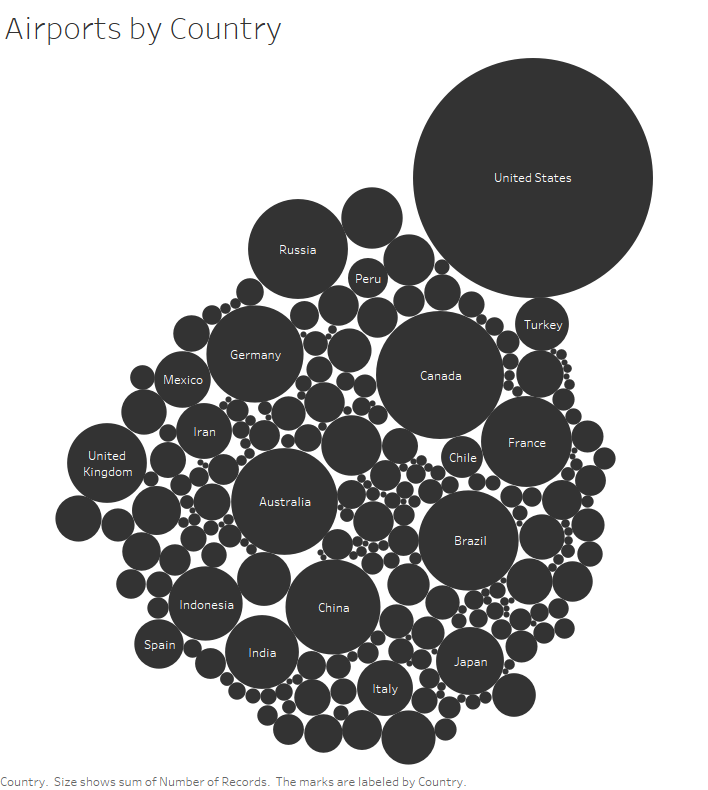 Airports by Country
United States
Russia
Peru
Turkey
Germany
Canada
Mexico
Iran
France
United
Kingdom
Chile
Australia
Brazil
Indonesia
China
Spain
India
Japan
Italy
Country.  Size shows sum of Number of Records.  The marks are labeled by Country.